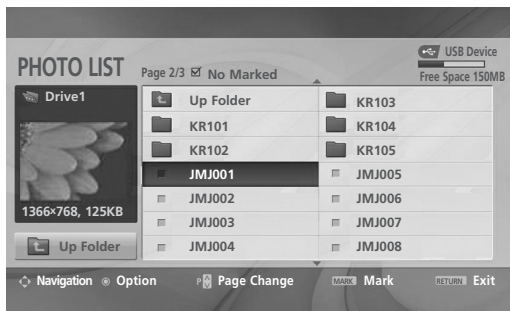 USB Device
PHOTO LIST
Page 2/3 No Marked
Free Space 150MB
Drive1
Up Folder KR103
KR101 KR104
KR102 KR105
JMJ001 JMJ005
JMJ002 JMJ006
1366×768, 125KB
JMJ003 JMJ007
Up Folder
JMJ004 JMJ008
Navigation Option P Page Change MARK Mark RETURN Exit